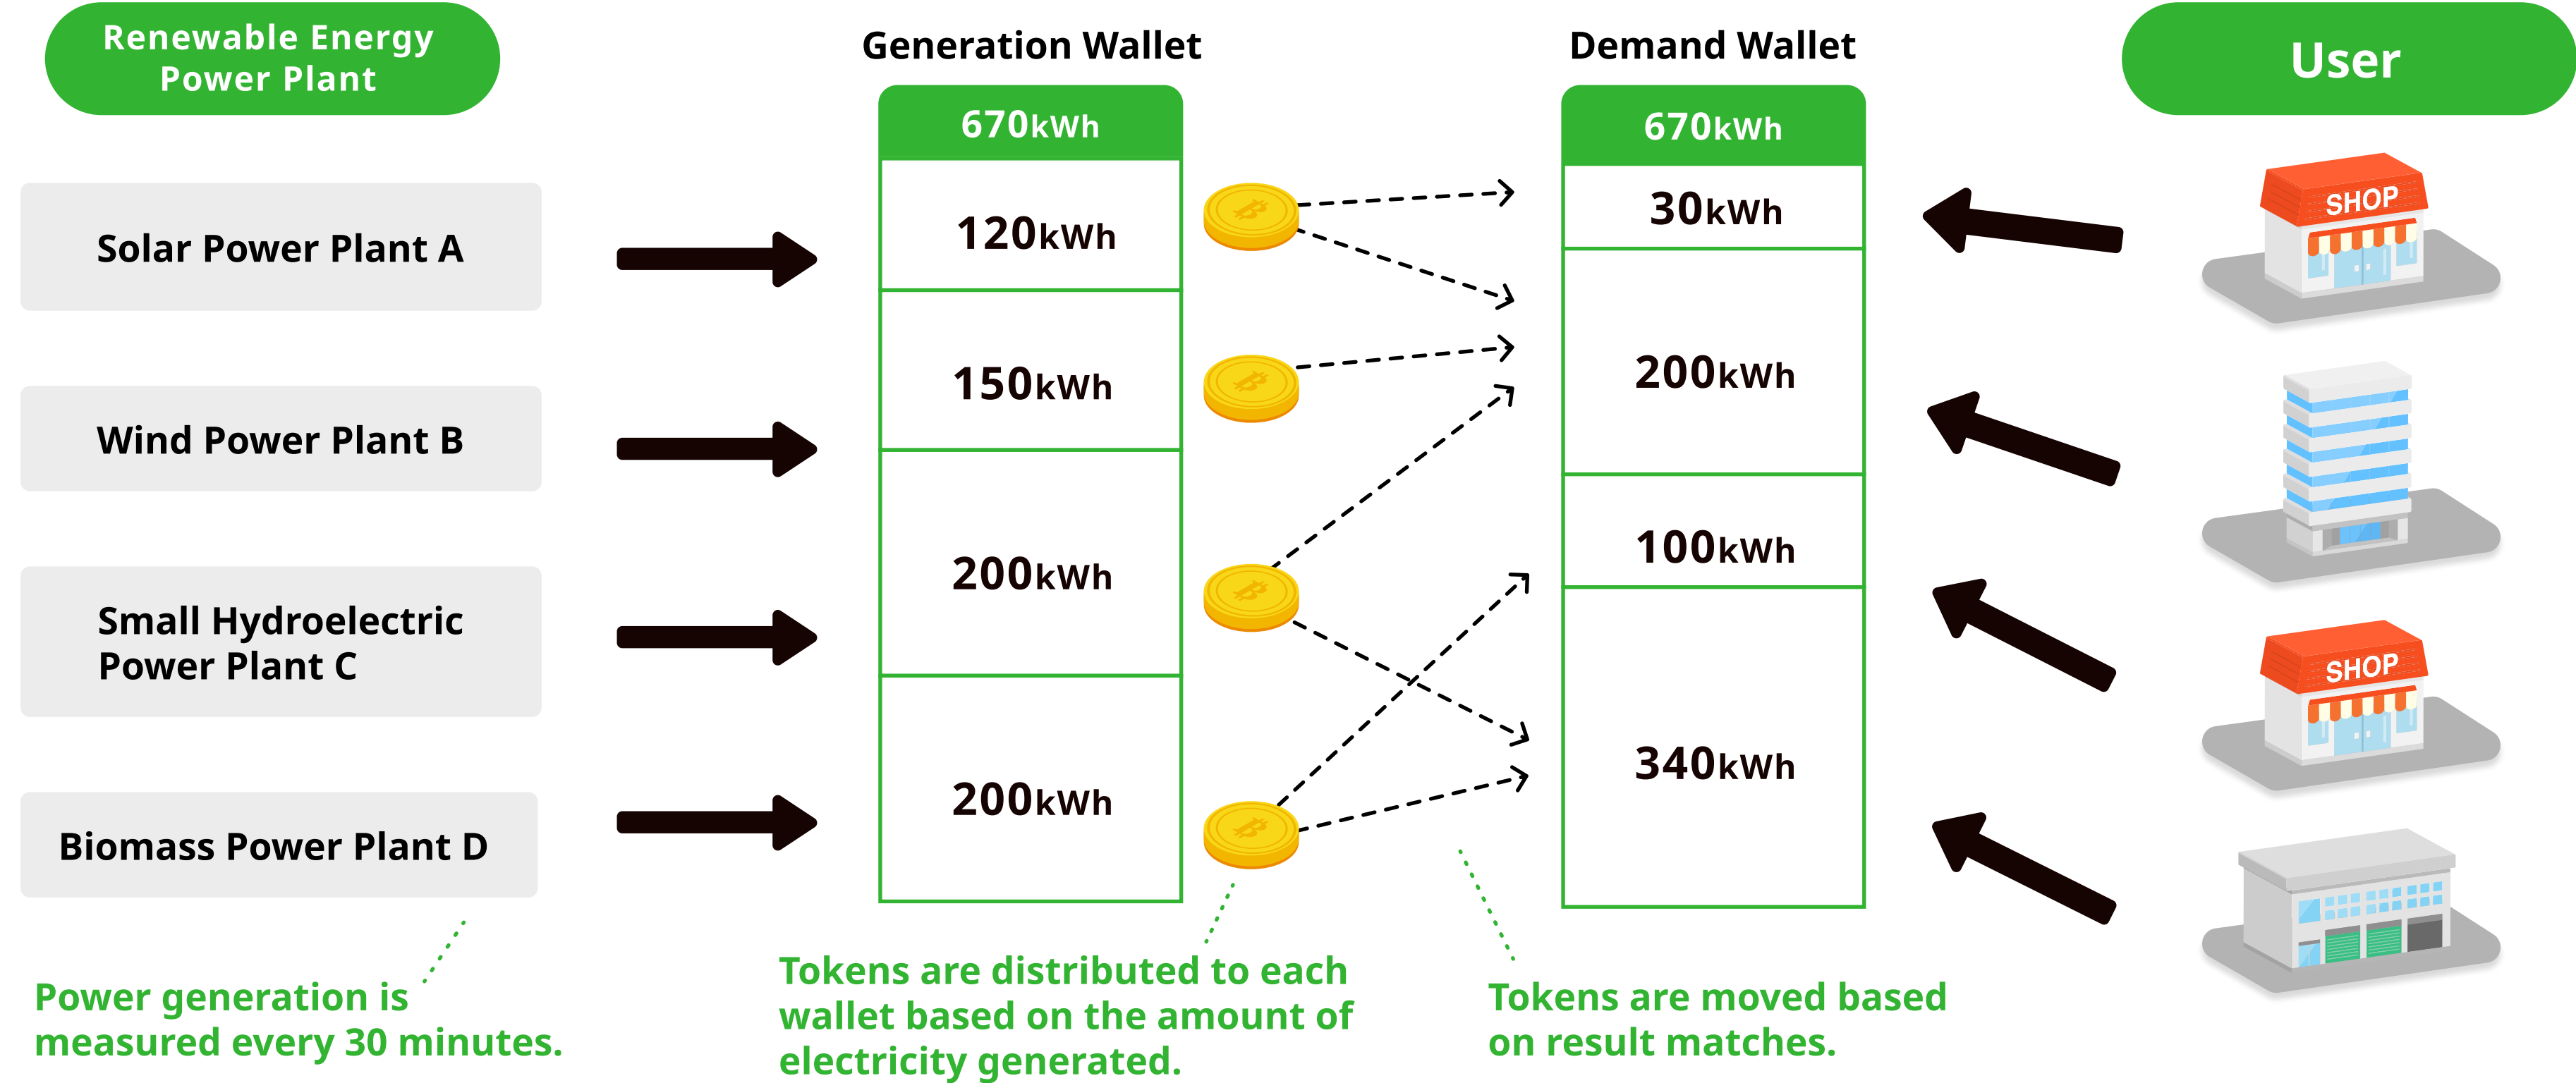 Renewable Energy
Power Plant
Generation Wallet
Demand Wallet
User
670kWh
670kWh
Solar Power Plant A
120kWh
30kWh
SHOP
Wind Power Plant B
150kWh
200kWh
Small Hydroelectric
Power Plant C
200kWh
100kWh
SHOP
Biomass Power Plant D
200kWh
340kWh
Power generation is
measured every 30 minutes.
Tokens are distributed to each
wallet based on the amount of
electricity generated.
Tokens are moved based
on result matches.